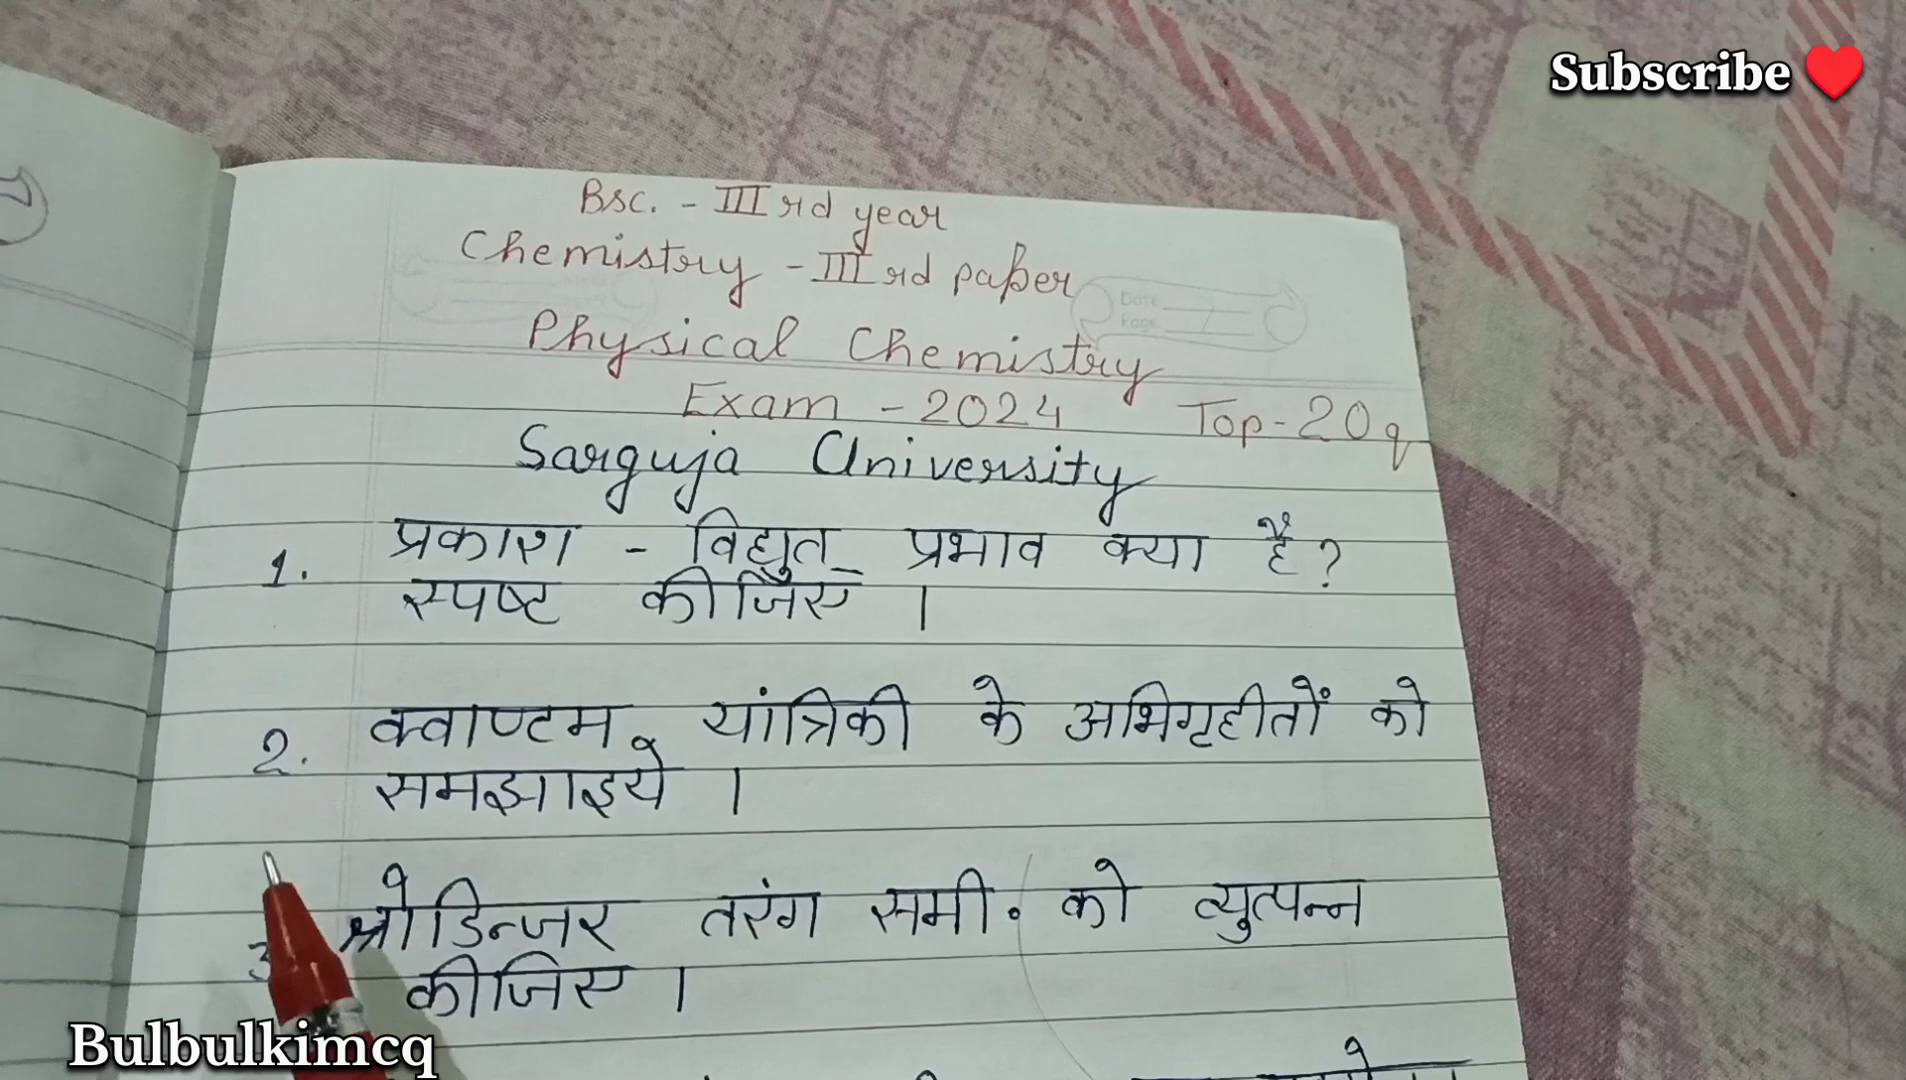 Subscribe ❤️
Bsc. - III rd year
Chemistry - III rd paper
Date
Page
Physical Chemistry
Exam - 2024 Top-20 q
Sarguja University
1. प्रकाश - विद्युत प्रभाव क्या है ?
स्पष्ट कीजिए ।
2. क्वाण्टम यांत्रिकी के अभिगृहीतों को
समझाइये ।
3 श्रोडिन्जर तरंग समी. को व्युत्पन्न
कीजिए ।
Bulbulkimcq